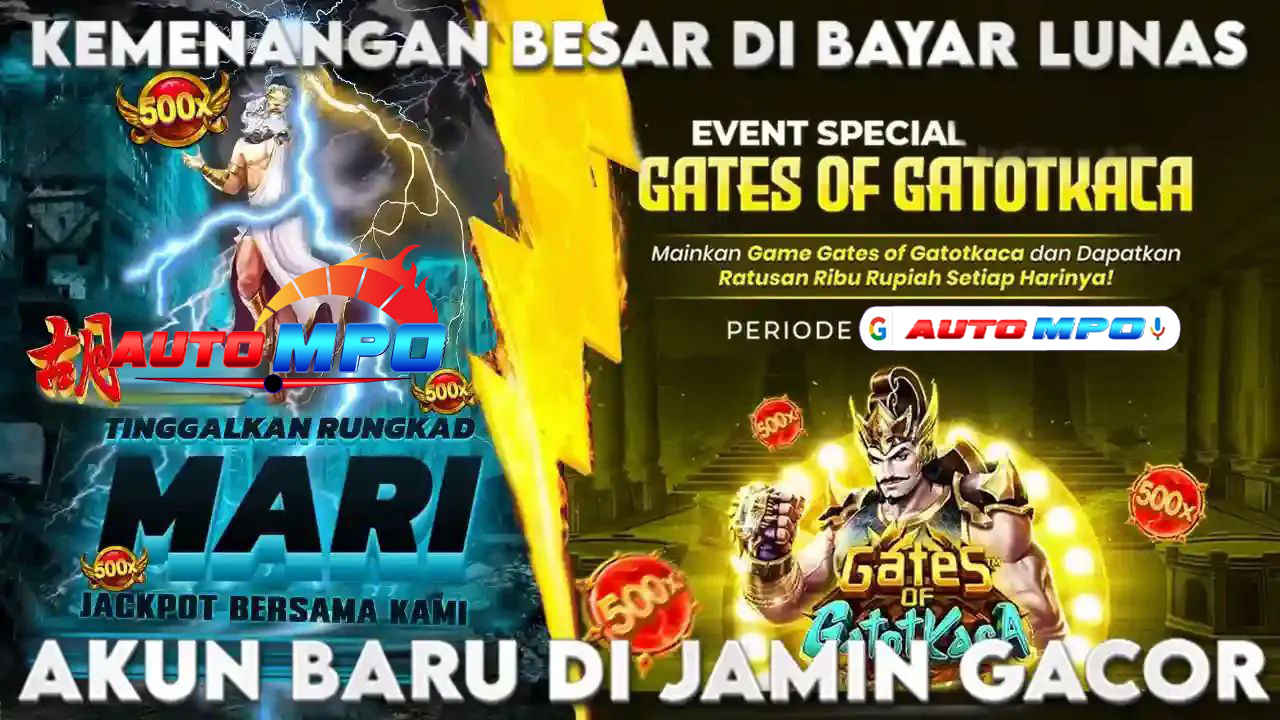 KEMENANGAN BESAR DI BAYAR LUNAS
500x
胡 AUTO MPO
500x
TINGGALKAN RUNGKAD
MARI
500x
JACKPOT BERSAMA KAMI
EVENT SPECIAL
GATES OF GATOTKACA
Mainkan Game Gates of Gatotkaca dan Dapatkan
Ratusan Ribu Rupiah Setiap Harinya!
PERIODE G AUTO MPO
500x
500x
500x
Gates™
OF
GatotKacA
AKUN BARU DI JAMIN GACOR